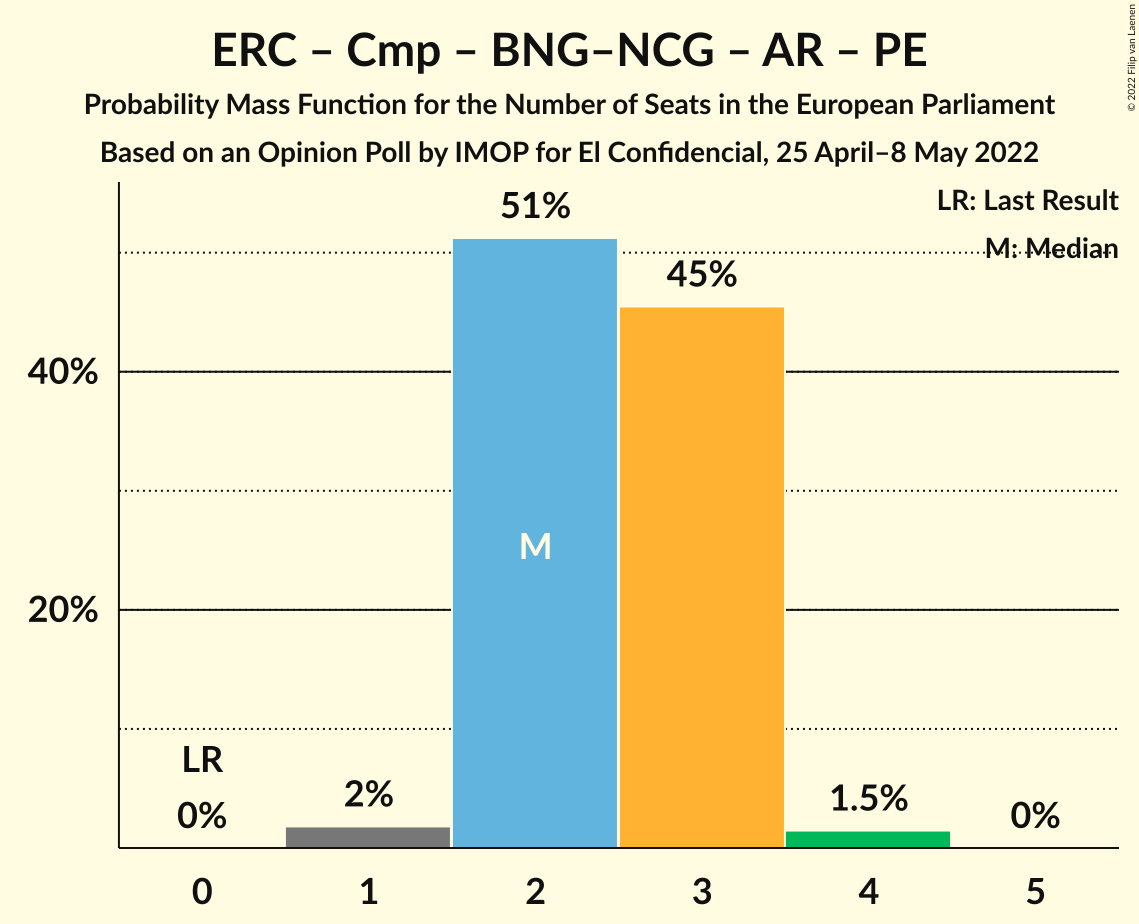 ERC – Cmp – BNG–NCG – AR – PE
Probability Mass Function for the Number of Seats in the European Parliament
Based on an Opinion Poll by IMOP for El Confidencial, 25 April–8 May 2022
© 2022 Filip van Laenen
LR: Last Result
M: Median
51%
45%
40%
M
20%
LR
0%
2%
1.5%
0%
0 1 2 3 4 5